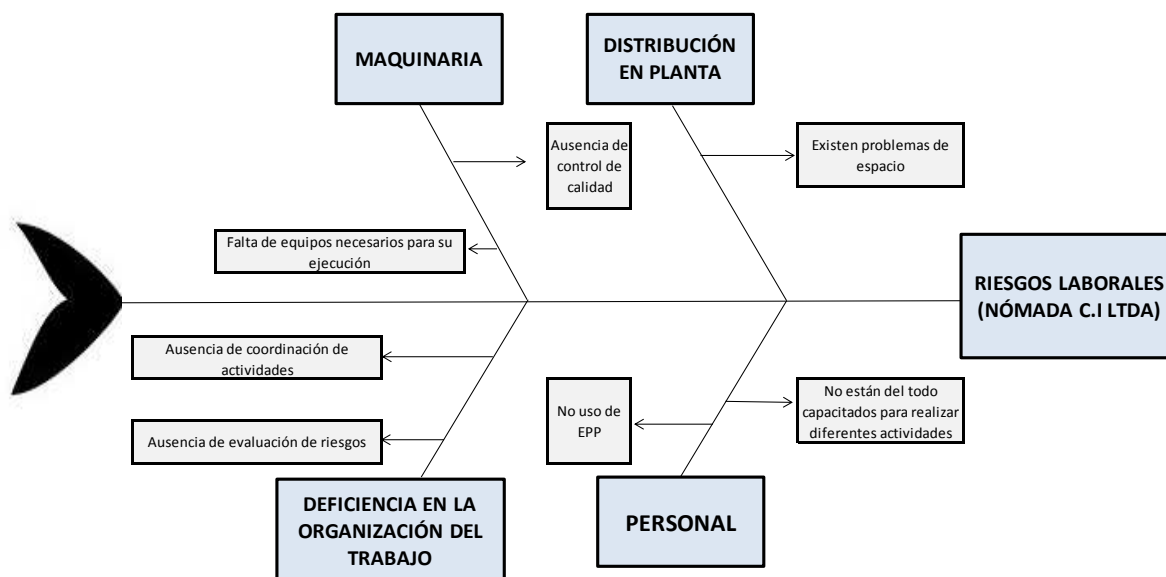 MAQUINARIA
DISTRIBUCIÓN
EN PLANTA
Ausencia de
control de
calidad
Existen problemas de
espacio
Falta de equipos necesarios para su
ejecución
RIESGOS LABORALES
(NÓMADA C.I LTDA)
Ausencia de coordinación de
actividades
No uso de
EPP
No están del todo
capacitados para realizar
diferentes actividades
Ausencia de evaluación de riesgos
DEFICIENCIA EN LA
ORGANIZACIÓN DEL
TRABAJO
PERSONAL